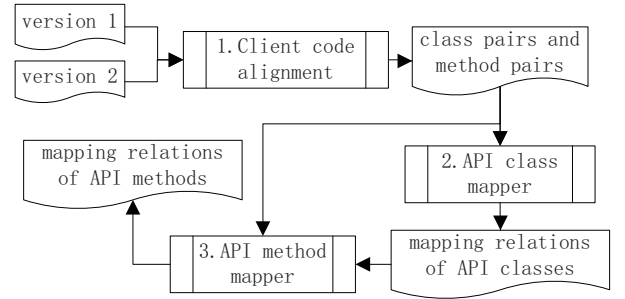 version 1
version 2
1.Client code
alignment
class pairs and
method pairs
mapping relations
of API methods
2.API class
mapper
3.API method
mapper
mapping relations
of API classes